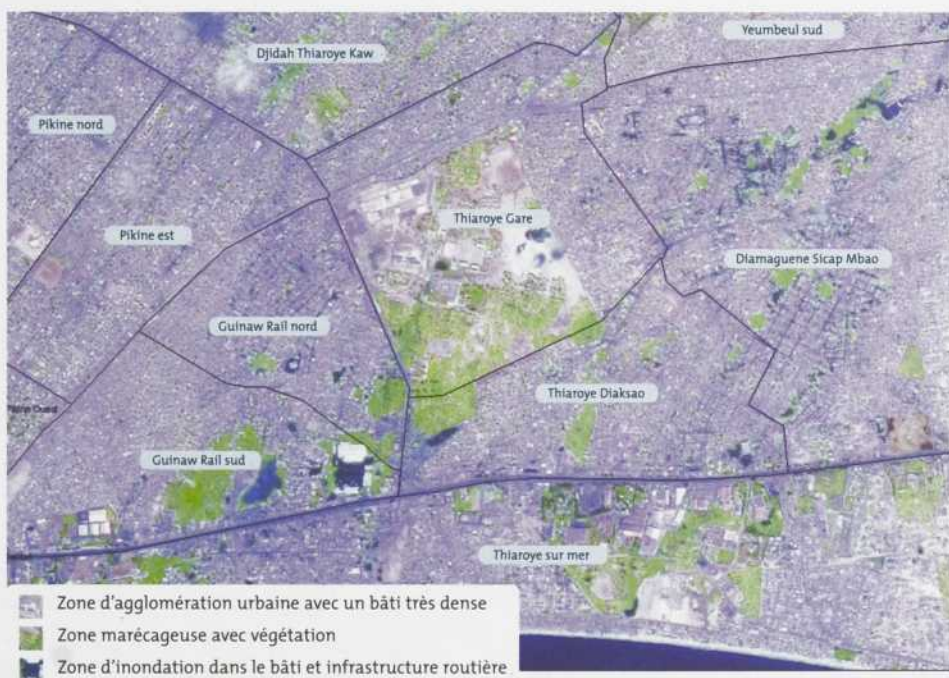 Yeumbeul sud
Djidah Thiaroye Kaw
Pikine nord
Thiaroye Gare
Pikine est
Diamaguene Sicap Mbao
Guinaw Rail nord
Thiaroye Diaksao
Guinaw Rail sud
Thiaroye sur mer
Zone d'agglomération urbaine avec un bâti très dense
Zone marécageuse avec végétation
Zone d'inondation dans le bâti et infrastructure routière